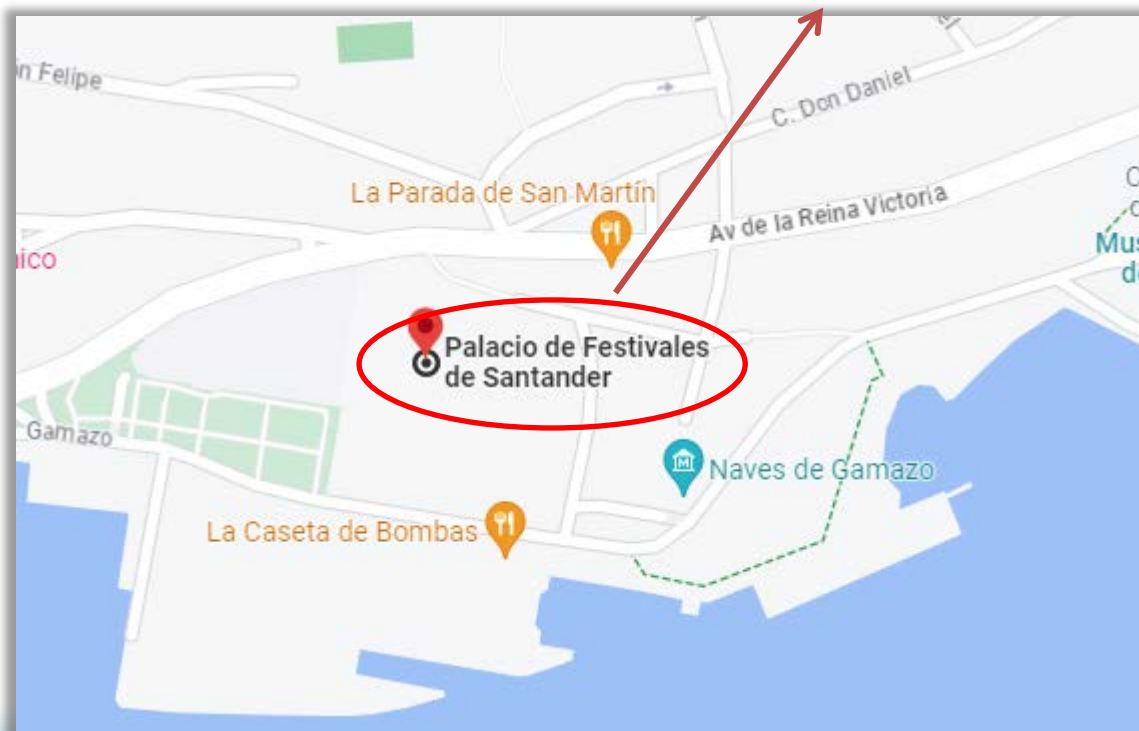 Felipe
C. Don Daniel
La Parada de San Martín
Av de la Reina Victoria
Mus
d
ico
Palacio de Festivales
de Santander
Gamazo
M
Naves de Gamazo
La Caseta de Bombas